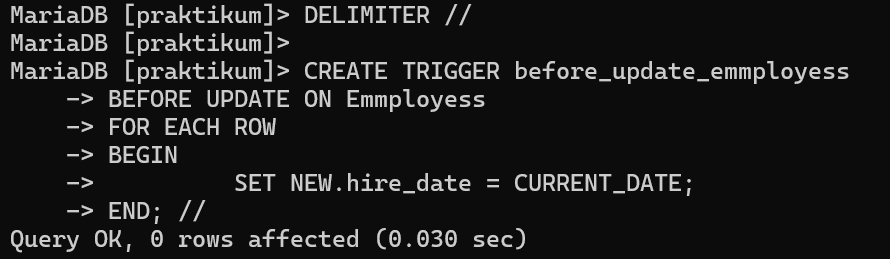 MariaDB [praktikum]> DELIMITER //
MariaDB [praktikum]>
MariaDB [praktikum]> CREATE TRIGGER before_update_emmployess
    -> BEFORE UPDATE ON Emmployess
    -> FOR EACH ROW
    -> BEGIN
    ->          SET NEW.hire_date = CURRENT_DATE;
    -> END; //
Query OK, 0 rows affected (0.030 sec)